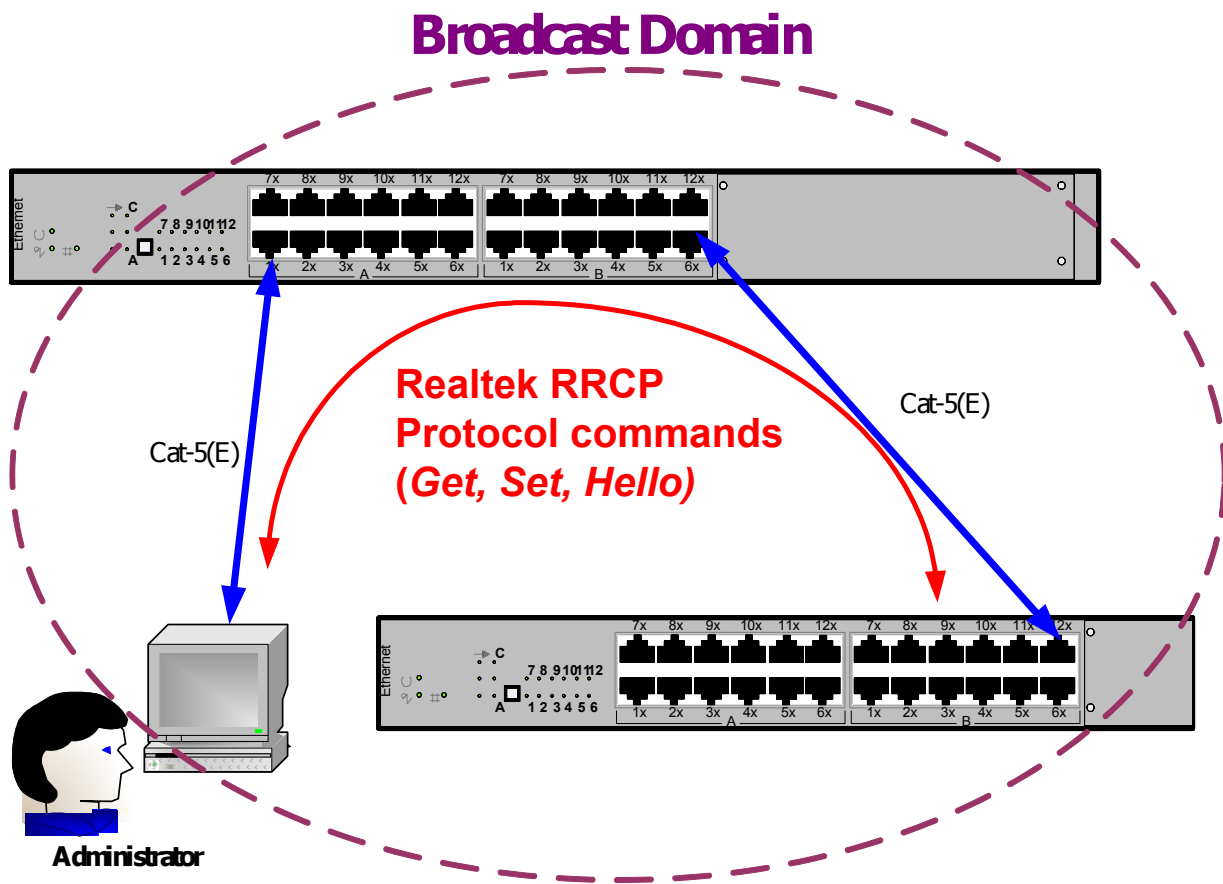 Broadcast Domain
7x 8x 9x 10x 11x 12x 7x 8x 9x 10x 11x 12x
Ethernet
C
7 8 9 10 11 12
A 1 2 3 4 5 6
1x 2x 3x 4x 5x 6x 1x 2x 3x 4x 5x 6x
A B
Realtek RRCP
Protocol commands
(Get, Set, Hello)
Cat-5(E)
Cat-5(E)
7x 8x 9x 10x 11x 12x 7x 8x 9x 10x 11x 12x
Ethernet
C
7 8 9 10 11 12
A 1 2 3 4 5 6
1x 2x 3x 4x 5x 6x 1x 2x 3x 4x 5x 6x
A B
Administrator